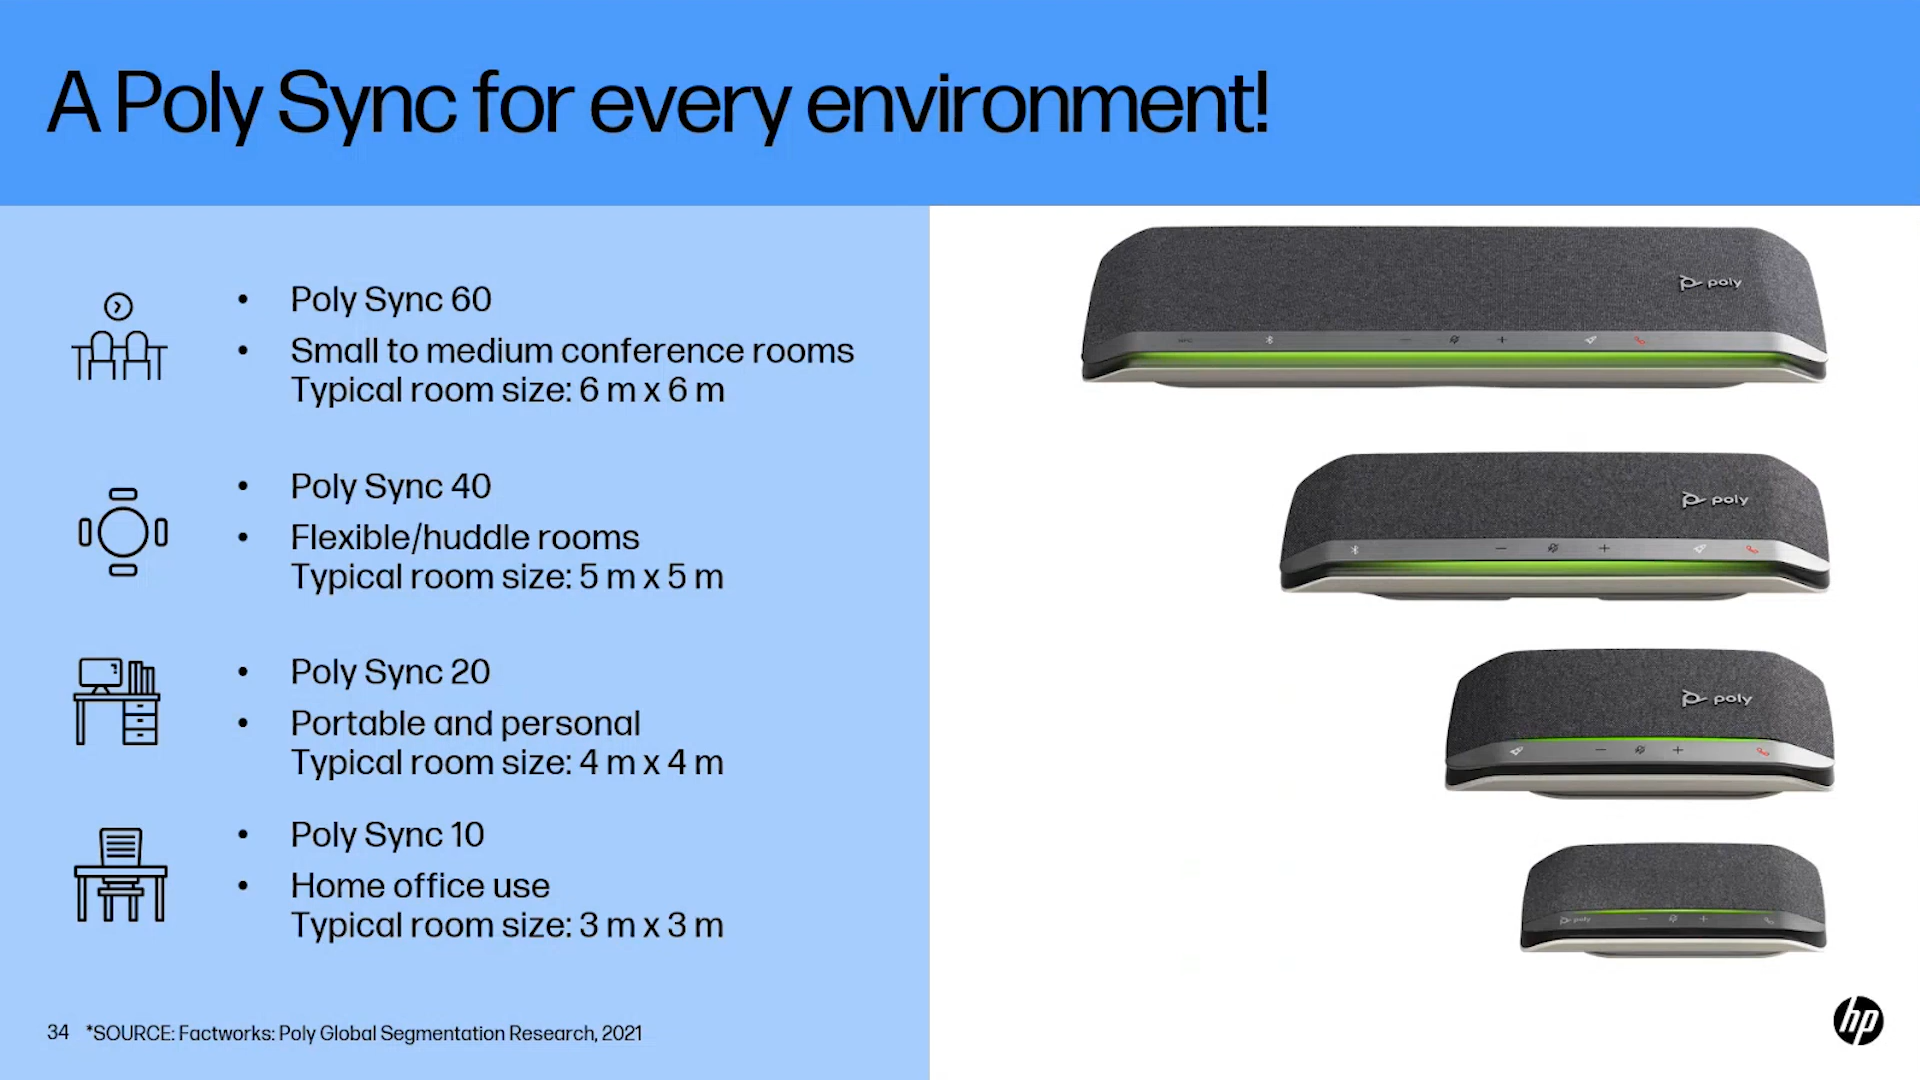 A Poly Sync for every environment!
• Poly Sync 60
• Small to medium conference rooms
Typical room size: 6 m x 6 m
• Poly Sync 40
• Flexible/huddle rooms
Typical room size: 5 m x 5 m
• Poly Sync 20
• Portable and personal
Typical room size: 4 m x 4 m
• Poly Sync 10
• Home office use
Typical room size: 3 m x 3 m
poly
poly
poly
poly
34 *SOURCE: Factworks: Poly Global Segmentation Research, 2021
hp